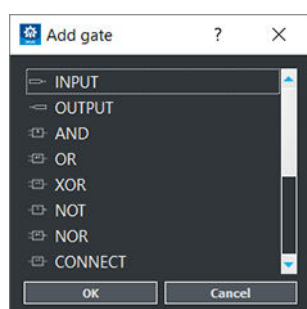 Add gate
INPUT
OUTPUT
AND
OR
XOR
NOT
NOR
CONNECT
OK Cancel